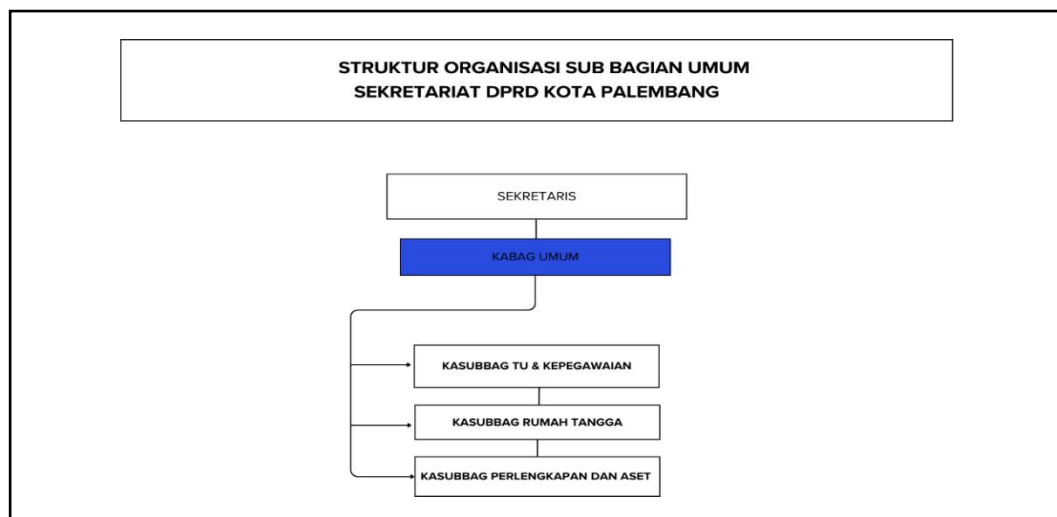 STRUKTUR ORGANISASI SUB BAGIAN UMUM
SEKRETARIAT DPRD KOTA PALEMBANG
SEKRETARIS
KABAG UMUM
KASUBBAG TU & KEPEGAWAIAN
KASUBBAG RUMAH TANGGA
KASUBBAG PERLENGKAPAN DAN ASET